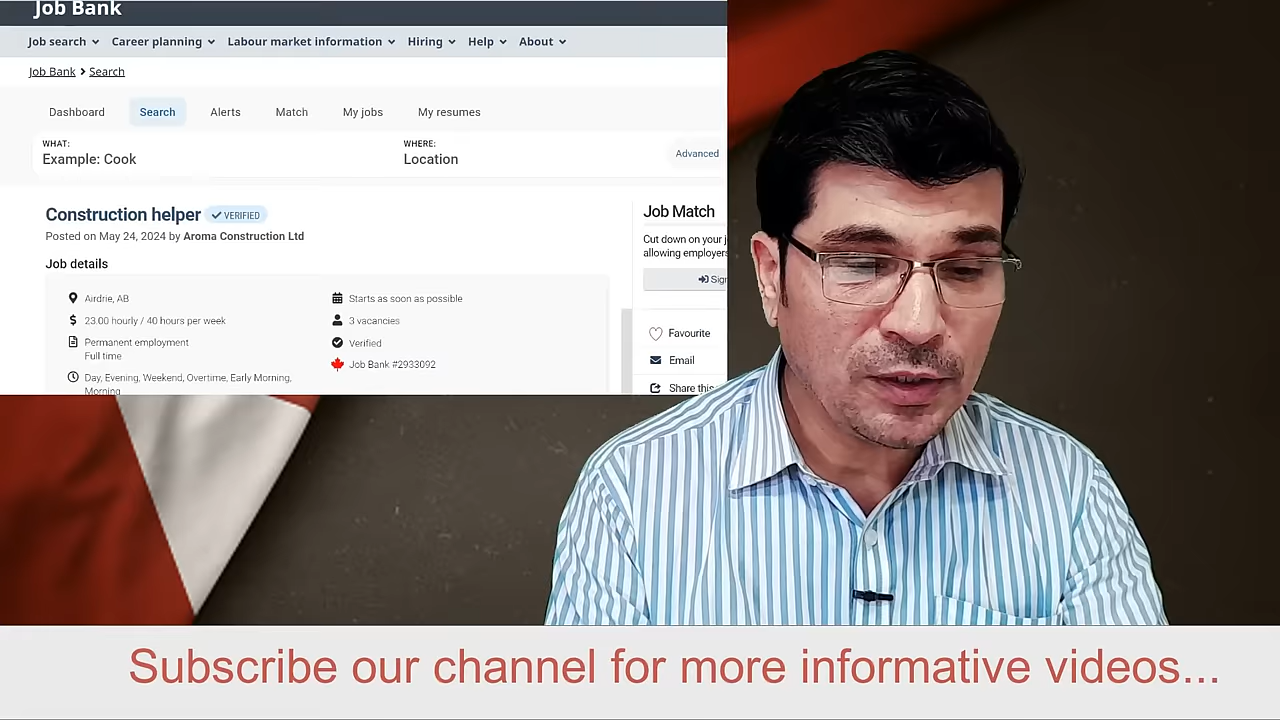 Job Bank
Job search Career planning Labour market information Hiring Help About
Job Bank Search
Dashboard Search Alerts Match My jobs My resumes
WHAT:
Example: Cook
WHERE:
Location
Advanced
Construction helper VERIFIED
Posted on May 24, 2024 by Aroma Construction Ltd
Job details
Airdrie, AB
23.00 hourly / 40 hours per week
Permanent employment
Full time
Day, Evening, Weekend, Overtime, Early Morning,
Morning
Starts as soon as possible
3 vacancies
Verified
Job Bank #2933092
Job Match
Cut down on your j
allowing employers
Sig
Favourite
Email
Share this
Subscribe our channel for more informative videos...